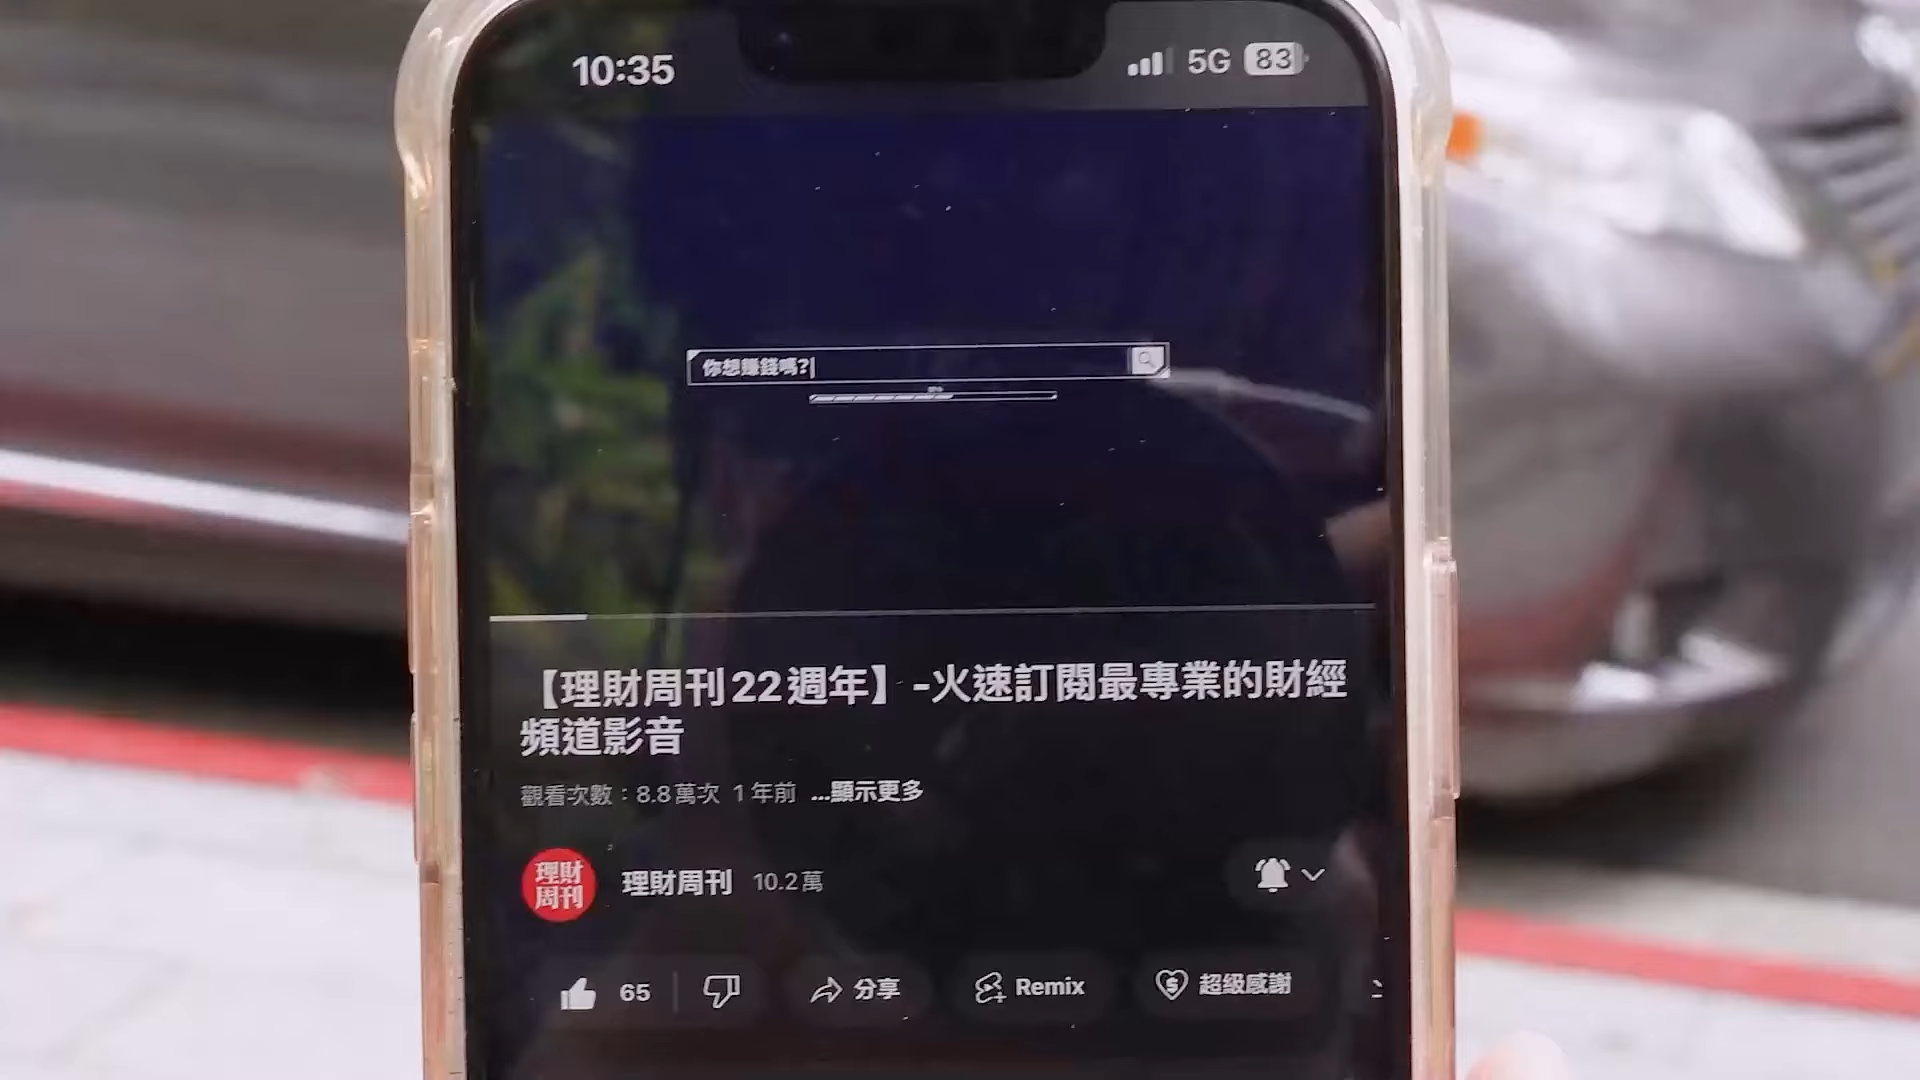 10:35
5G 83
你想賺錢嗎?
【理財周刊22週年】-火速訂閱最專業的財經
頻道影音
觀看次數：8.8萬次 1年前 ...顯示更多
理財
周刊
理財周刊 10.2萬
65 分享 Remix 超級感謝